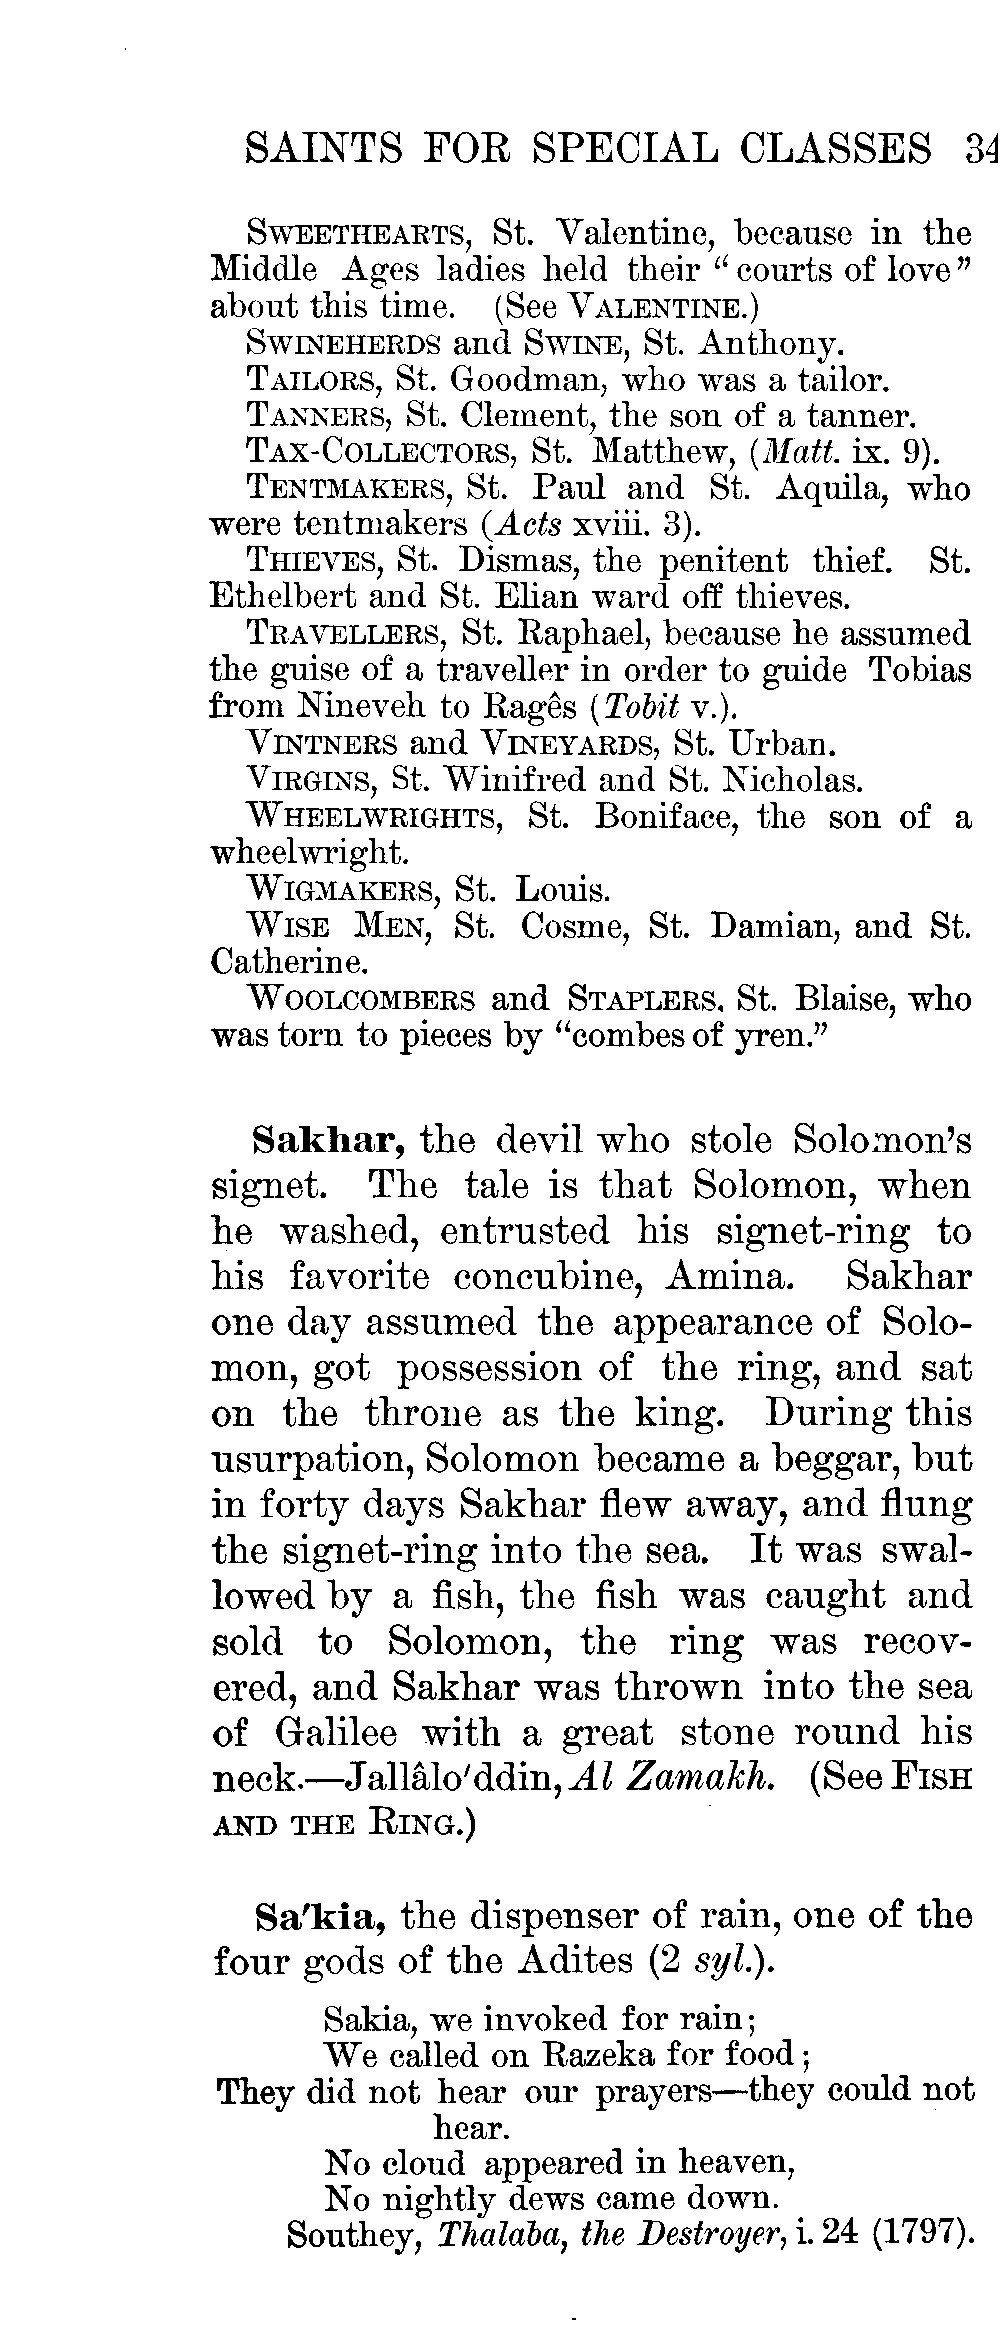 SAINTS FOR SPECIAL CLASSES 34
SWEETHEARTS, St. Valentine, because in the
Middle Ages ladies held their "courts of love"
about this time. (See VALENTINE.)
SWINEHERDS and SWINE, St. Anthony.
TAILORS, St. Goodman, who was a tailor.
TANNERS, St. Clement, the son of a tanner.
TAX-COLLECTORS, St. Matthew, (Matt. ix. 9).
TENTMAKERS, St. Paul and St. Aquila, who
were tentmakers (Acts xviii. 3).
THIEVES, St. Dismas, the penitent thief. St.
Ethelbert and St. Elian ward off thieves.
TRAVELLERS, St. Raphael, because he assumed
the guise of a traveller in order to guide Tobias
from Nineveh to Ragês (Tobit v.).
VINTNERS and VINEYARDS, St. Urban.
VIRGINS, St. Winifred and St. Nicholas.
WHEELWRIGHTS, St. Boniface, the son of a
wheelwright.
WIGMAKERS, St. Louis.
WISE MEN, St. Cosme, St. Damian, and St.
Catherine.
WOOLCOMBERS and STAPLERS. St. Blaise, who
was torn to pieces by "combes of yren."
Sakhar, the devil who stole Solomon's
signet. The tale is that Solomon, when
he washed, entrusted his signet-ring to
his favorite concubine, Amina. Sakhar
one day assumed the appearance of Solo-
mon, got possession of the ring, and sat
on the throne as the king. During this
usurpation, Solomon became a beggar, but
in forty days Sakhar flew away, and flung
the signet-ring into the sea. It was swal-
lowed by a fish, the fish was caught and
sold to Solomon, the ring was recov-
ered, and Sakhar was thrown into the sea
of Galilee with a great stone round his
neck.—Jallâlo'ddin, Al Zamakh. (See FISH
AND THE RING.)
Sa'kia, the dispenser of rain, one of the
four gods of the Adites (2 syl.).
Sakia, we invoked for rain;
We called on Razeka for food;
They did not hear our prayers—they could not
hear.
No cloud appeared in heaven,
No nightly dews came down.
Southey, Thalaba, the Destroyer, i. 24 (1797).